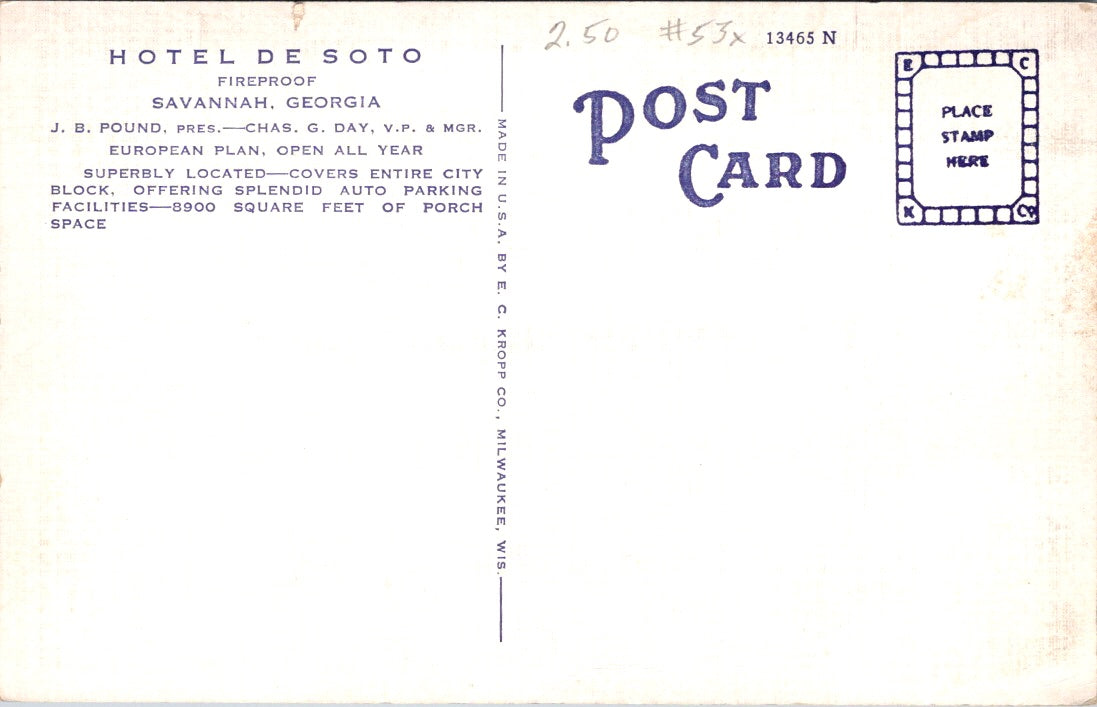 HOTEL DE SOTO
FIREPROOF
SAVANNAH, GEORGIA
J. B. POUND, PRES.—CHAS. G. DAY, V.P. & MGR.
EUROPEAN PLAN, OPEN ALL YEAR
SUPERBLY LOCATED—COVERS ENTIRE CITY
BLOCK, OFFERING SPLENDID AUTO PARKING
FACILITIES—8900 SQUARE FEET OF PORCH
SPACE
MADE IN U.S.A. BY E. C. KROPP CO., MILWAUKEE, WIS.
2.50 #53x 13465 N
POST
CARD
E C
PLACE
STAMP
HERE
K Co